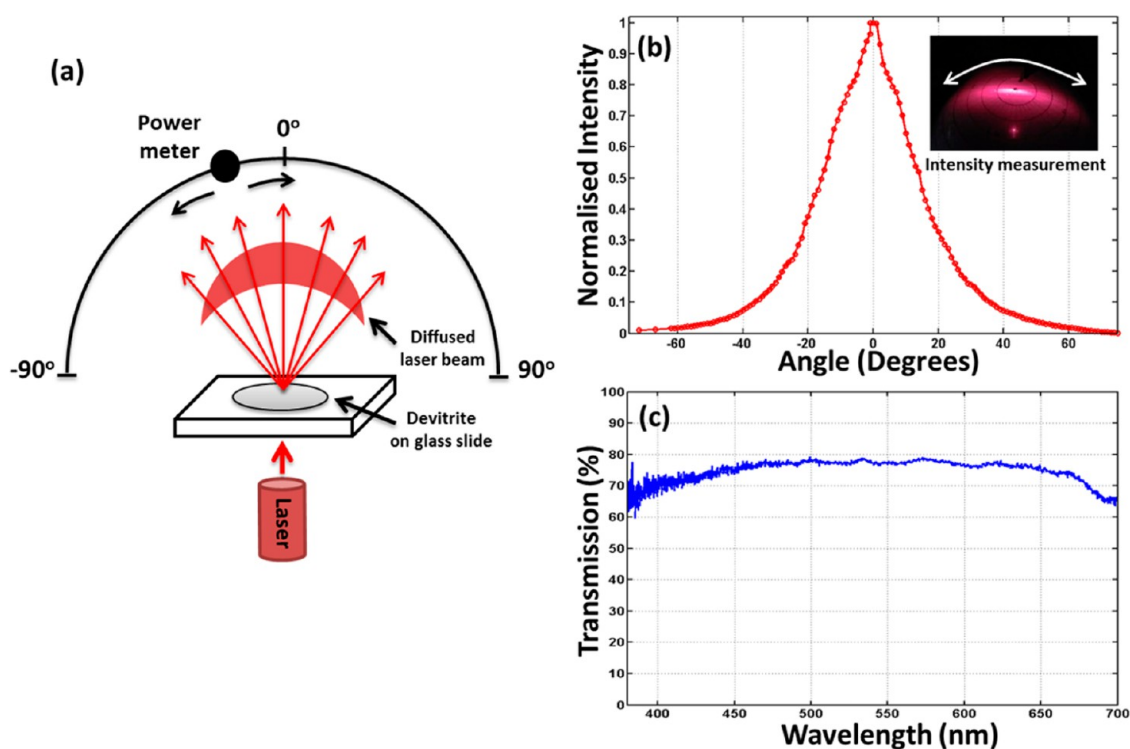 (a)
Power
meter
0°
-90°
90°
Diffused
laser beam
Devitrite
on glass slide
Laser
(b)
Normalised Intensity
1
0.9
0.8
0.7
0.6
0.5
0.4
0.3
0.2
0.1
0
-60
-40
-20
0
20
40
60
Angle (Degrees)
Intensity measurement
(c)
Transmission (%)
100
90
80
70
60
50
40
30
20
10
0
400
450
500
550
600
650
700
Wavelength (nm)